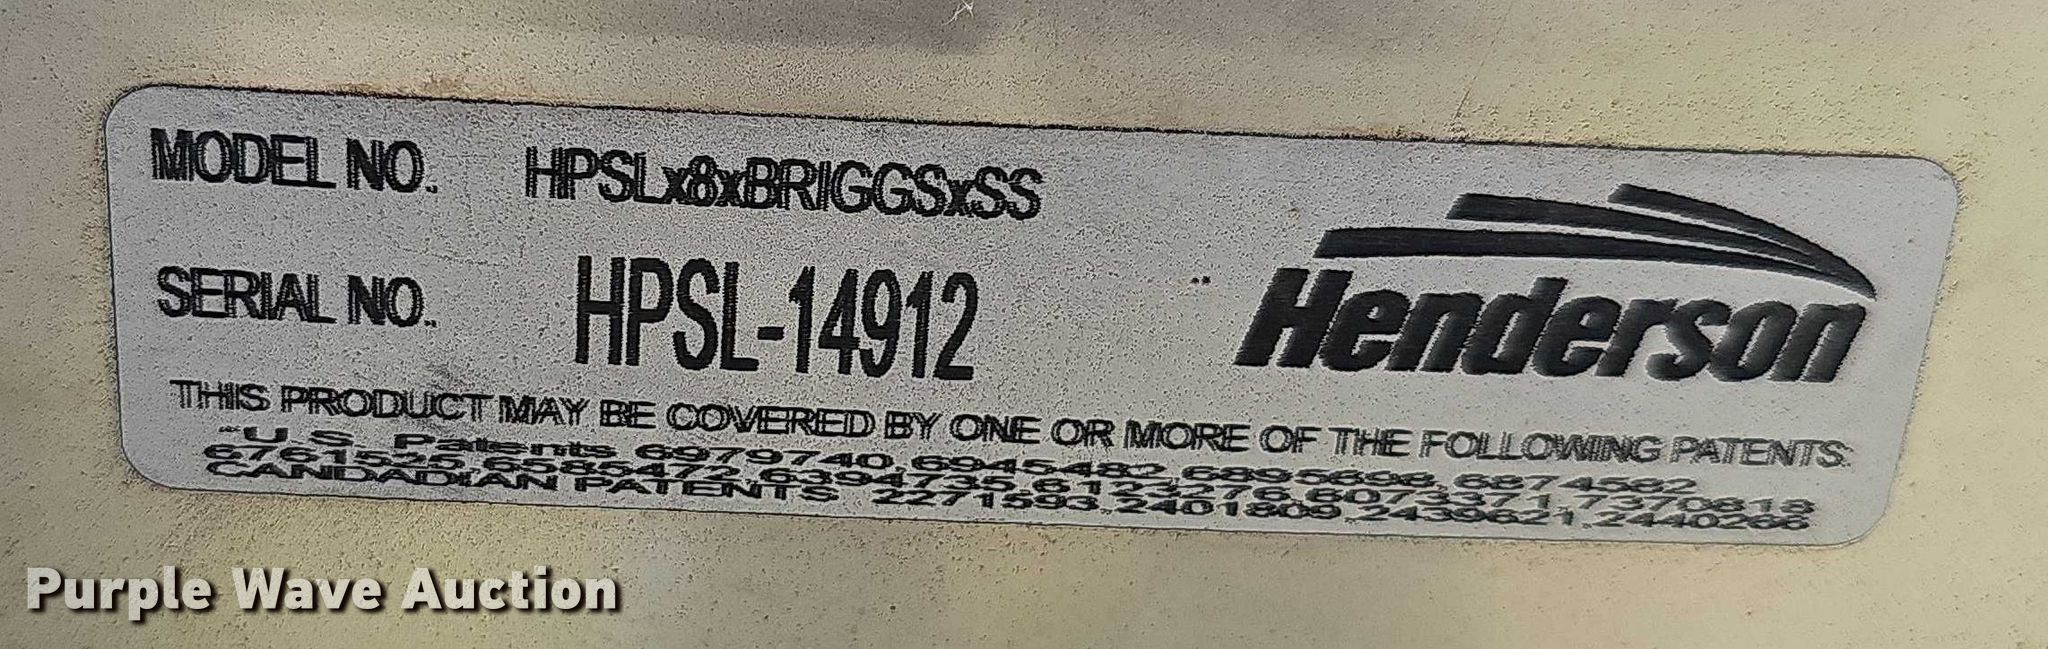 MODEL NO. HPSLx8xBRIGGSxSS
SERIAL NO. HPSL-14912
Henderson
THIS PRODUCT MAY BE COVERED BY ONE OR MORE OF THE FOLLOWING PATENTS:
U.S. Patents 6979740, 6945482, 6895698, 6874582
6761525, 6585472, 6394735, 6123276, 6073371, 7370818
CANDADIAN PATENTS 2271593, 2401809, 2439621, 2440266
Purple Wave Auction